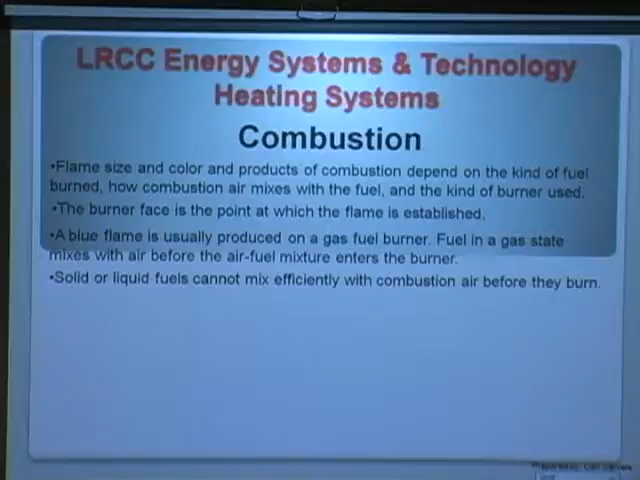 LRCC Energy Systems & Technology
Heating Systems
Combustion
•Flame size and color and products of combustion depend on the kind of fuel
burned, how combustion air mixes with the fuel, and the kind of burner used.
•The burner face is the point at which the flame is established.
•A blue flame is usually produced on a gas fuel burner. Fuel in a gas state
mixes with air before the air-fuel mixture enters the burner.
•Solid or liquid fuels cannot mix efficiently with combustion air before they burn.